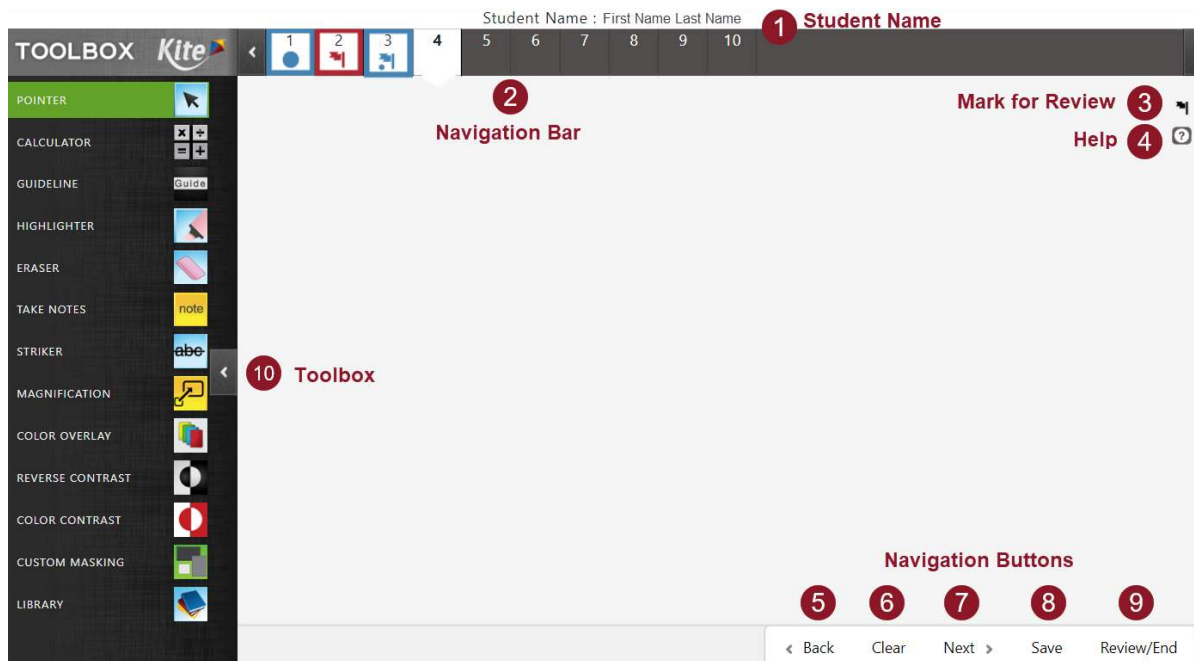 Student Name : First Name Last Name
1 Student Name
TOOLBOX Kite
1 2 3 4 5 6 7 8 9 10
POINTER
2
Navigation Bar
Mark for Review 3
Help 4 ?
CALCULATOR × ÷ = +
GUIDELINE Guide
HIGHLIGHTER
ERASER
TAKE NOTES note
STRIKER abc
10 Toolbox
MAGNIFICATION
COLOR OVERLAY
REVERSE CONTRAST
COLOR CONTRAST
CUSTOM MASKING
LIBRARY
Navigation Buttons
5 6 7 8 9
< Back Clear Next > Save Review/End